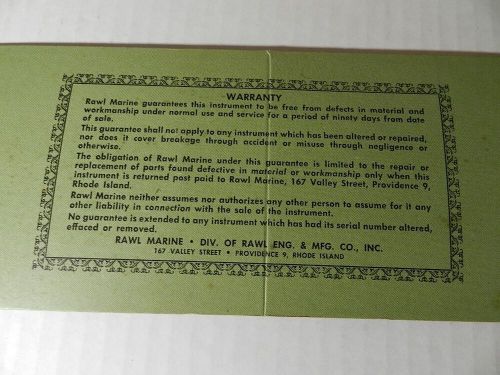 WARRANTY
Rawl Marine guarantees this instrument to be free from defects in material and
workmanship under normal use and service for a period of ninety days from date
of sale.
This guarantee shall not apply to any instrument which has been altered or repaired,
nor does it cover breakage through accident or misuse through negligence or
otherwise.
The obligation of Rawl Marine under this guarantee is limited to the repair or
replacement of parts found defective in material or workmanship only when this
instrument is returned post paid to Rawl Marine, 167 Valley Street, Providence 9,
Rhode Island.
Rawl Marine neither assumes nor authorizes any other person to assume for it any
other liability in connection with the sale of the instrument.
No guarantee is extended to any instrument which has had its serial number altered,
effaced or removed.
RAWL MARINE • DIV. OF RAWL ENG. & MFG. CO., INC.
167 VALLEY STREET • PROVIDENCE 9, RHODE ISLAND